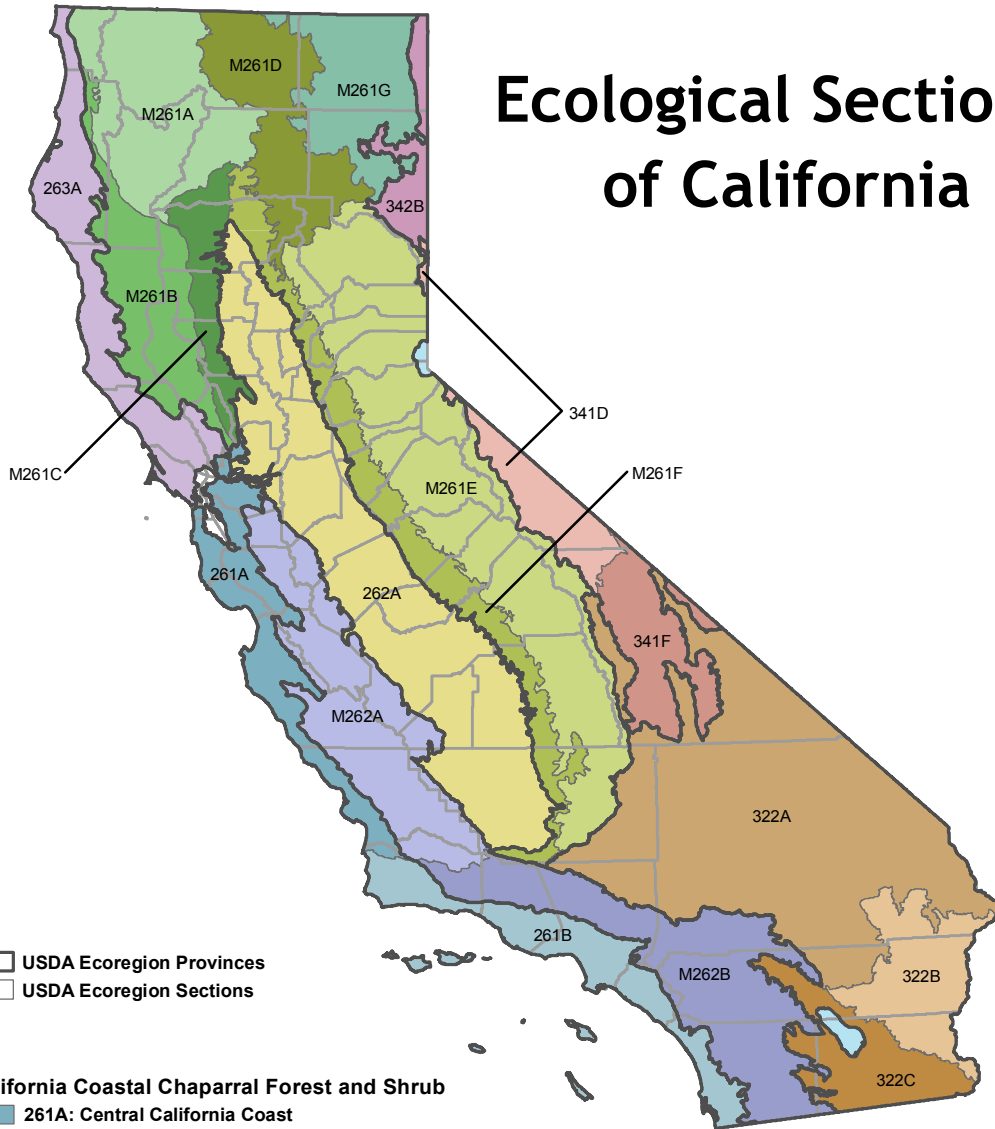 Ecological Sectio
of California
M261D
M261G
M261A
263A
342B
M261B
341D
M261C
M261F
M261E
261A
262A
341F
M262A
322A
261B
M262B
322B
322C
USDA Ecoregion Provinces
USDA Ecoregion Sections
ifornia Coastal Chaparral Forest and Shrub
261A: Central California Coast